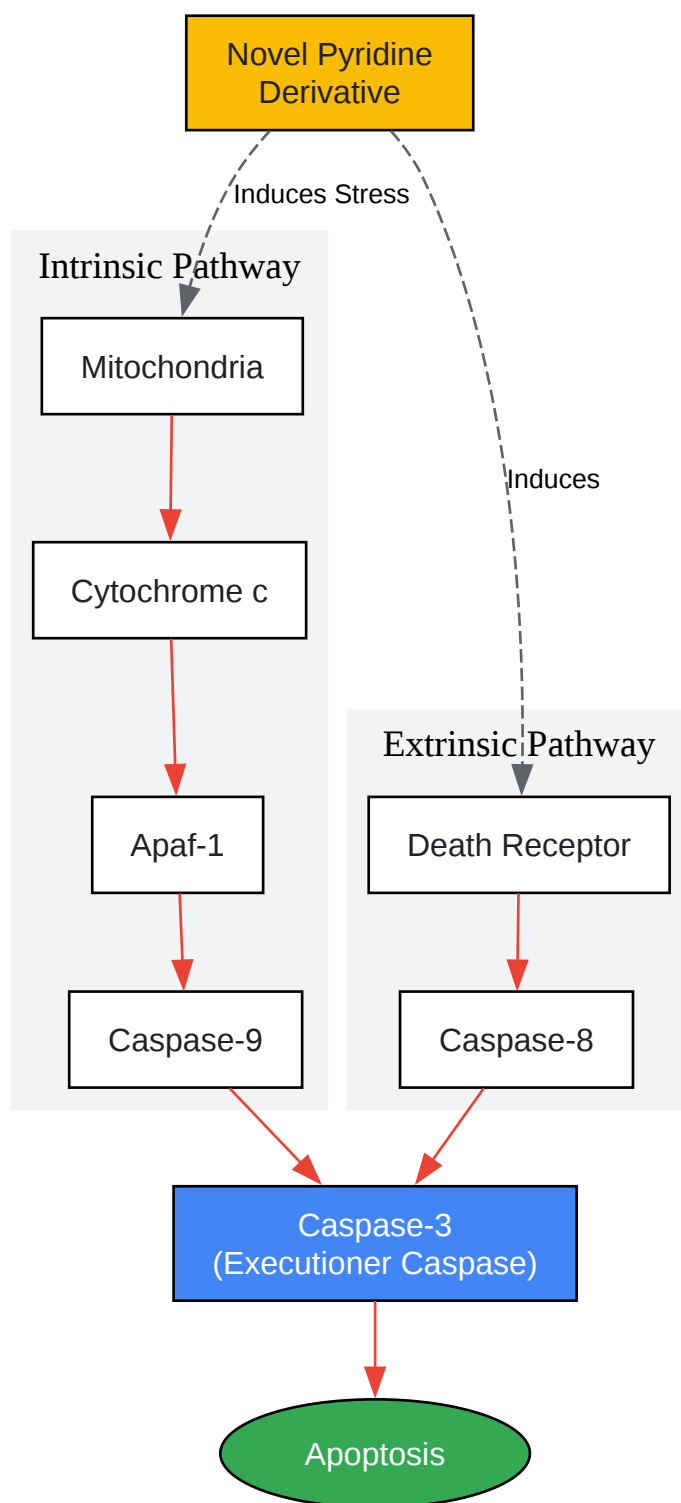 Novel Pyridine
Derivative
Induces Stress
Intrinsic Pathway
Mitochondria
Induces
Cytochrome c
Extrinsic Pathway
Apaf-1
Death Receptor
Caspase-9
Caspase-8
Caspase-3
(Executioner Caspase)
Apoptosis